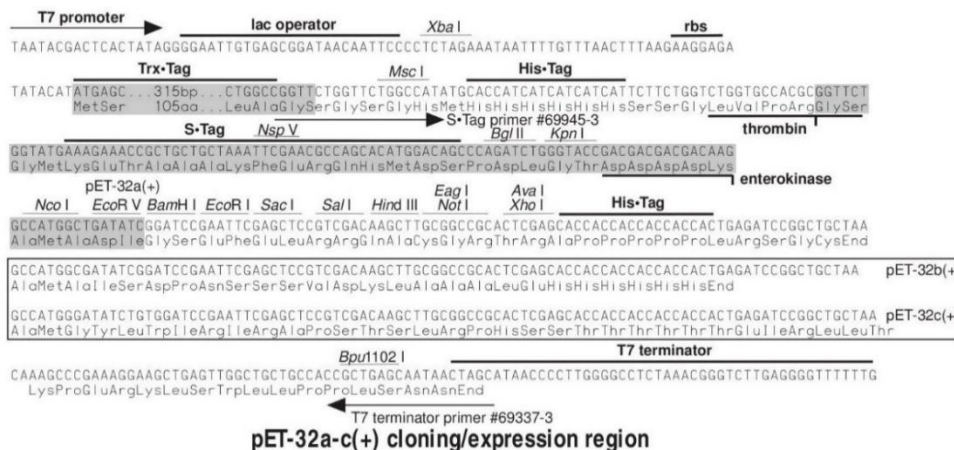 T7 promoter
lac operator
Xba I
rbs
TAATACGACTCACTATAGGGGAATTGTGAGCGGATAACAATTCCCCTCTAGAAATAATTTTGTTTAACTTTAAGAAGGAGA
Trx•Tag
Msc I
His•Tag
TATACATATGAGC...315bp...CTGGCCGGTTCTGGTTCTGGCCATATGCACCATCATCATCATCATTCTTCTGGTCTGGTGCCACGCGGTTCT
MetSer 105aa LeuAlaGlySerGlySerGlyHisMetHisHisHisHisHisHisSerSerGlyLeuValProArgGlySer
S•Tag primer #69945-3
thrombin
S•Tag
Nsp V
Bgl II
Kpn I
GGTATGAAAGAAACCGCTGCTGCTAAATTCGAACGCCAGCACATGGACAGCCCAGATCTGGGTACCGACGACGACGACAAG
GlyMetLysGluThrAlaAlaAlaLysPheGluArgGlnHisMetAspSerProAspLeuGlyThrAspAspAspAspLys
enterokinase
pET-32a(+)
Nco I
EcoR V
BamH I
EcoR I
Sac I
Sal I
Hind III
Eag I
Not I
Ava I
Xho I
His•Tag
GCCATGGCTGATATCGGATCCGAATTCGAGCTCCGTCGACAAGCTTGCGGCCGCACTCGAGCACCACCACCACCACCACTGAGATCCGGCTGCTAA
AlaMetAlaAspIleGlySerGluPheGluLeuArgArgGlnAlaCysGlyArgThrArgAlaProProProProProProLeuArgSerGlyCysEnd
GCCATGGCGATATCGGATCCGAATTCGAGCTCCGTCGACAAGCTTGCGGCCGCACTCGAGCACCACCACCACCACCACTGAGATCCGGCTGCTAA
pET-32b(+
AlaMetAlaIleSerAspProAsnSerSerSerValAspLysLeuAlaAlaAlaLeuGluHisHisHisHisHisHisEnd
GCCATGGGATATCTGTGGATCCGAATTCGAGCTCCGTCGACAAGCTTGCGGCCGCACTCGAGCACCACCACCACCACCACTGAGATCCGGCTGCTAA
pET-32c(+
AlaMetGlyTyrLeuTrpIleArgIleArgAlaProSerThrSerLeuArgProHisSerSerThrThrThrThrThrThrGluIleArgLeuLeuThr
Bpu1102 I
T7 terminator
CAAAGCCCGAAAGGAAGCTGAGTTGGCTGCTGCCACCGCTGAGCAATAACTAGCATAACCCCTTGGGGCCTCTAAACGGGTCTTGAGGGGTTTTTTG
LysProGluArgLysLeuSerTrpLeuLeuProProLeuSerAsnAsnEnd
T7 terminator primer #69337-3
pET-32a-c(+) cloning/expression region